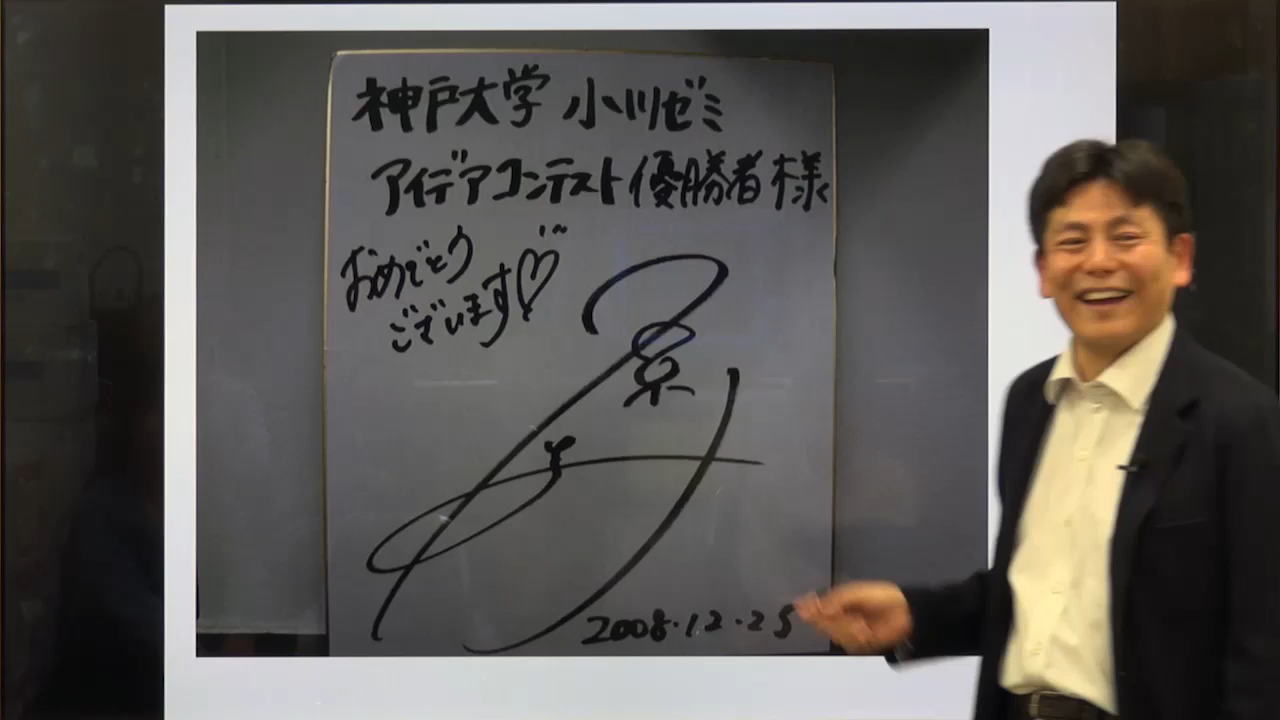 神戸大学 小川ゼミ
アイデアコンテスト優勝者様
おめでとう
ございます♡
2008.12.25